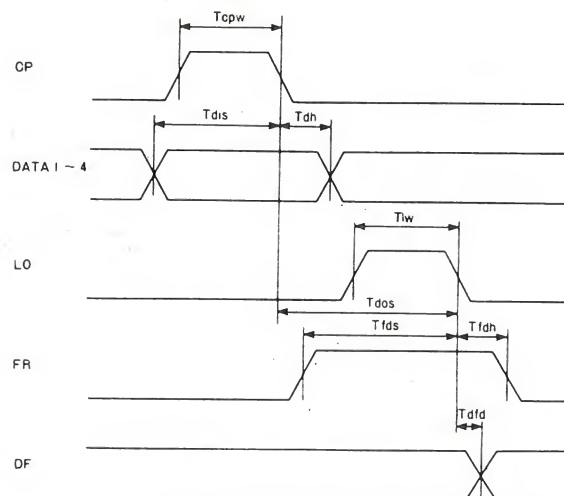 Tcpw
CP
Tdis
Tdh
DATA 1 ~ 4
Tlw
LO
Tdos
Tfds
Tfdh
FR
Tdfd
DF